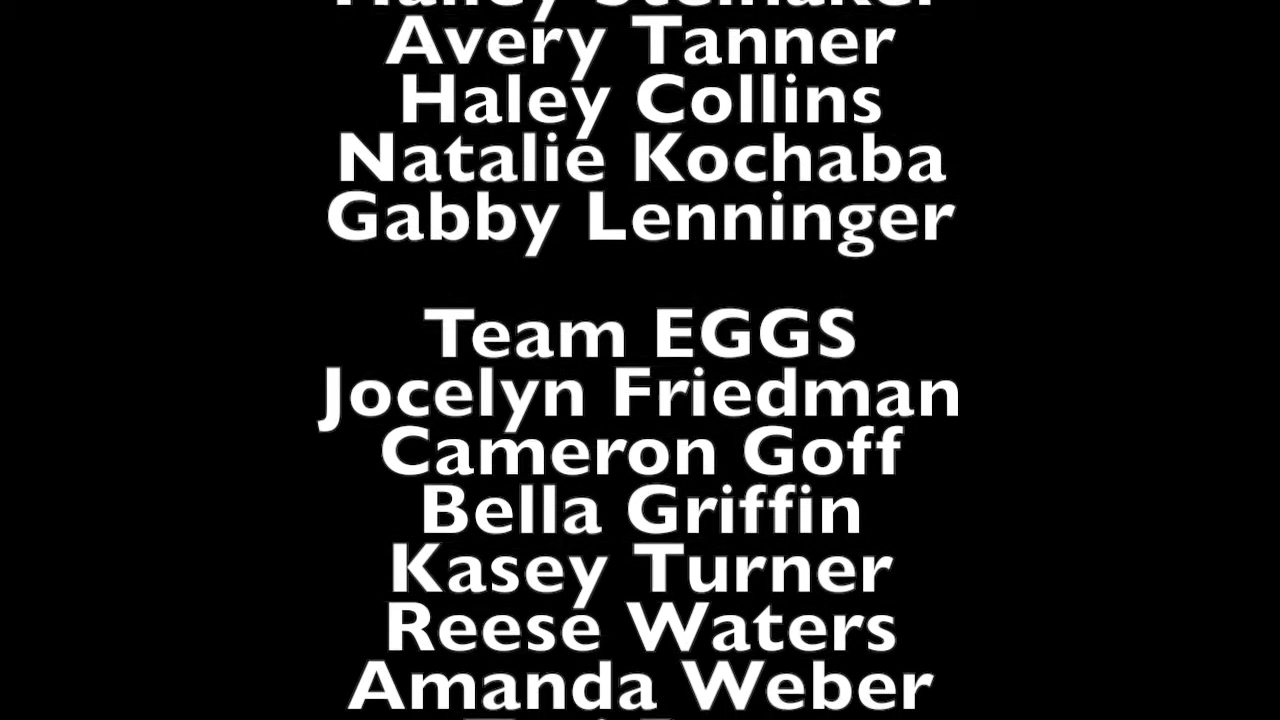 Avery Tanner
Haley Collins
Natalie Kochaba
Gabby Lenninger
Team EGGS
Jocelyn Friedman
Cameron Goff
Bella Griffin
Kasey Turner
Reese Waters
Amanda Weber